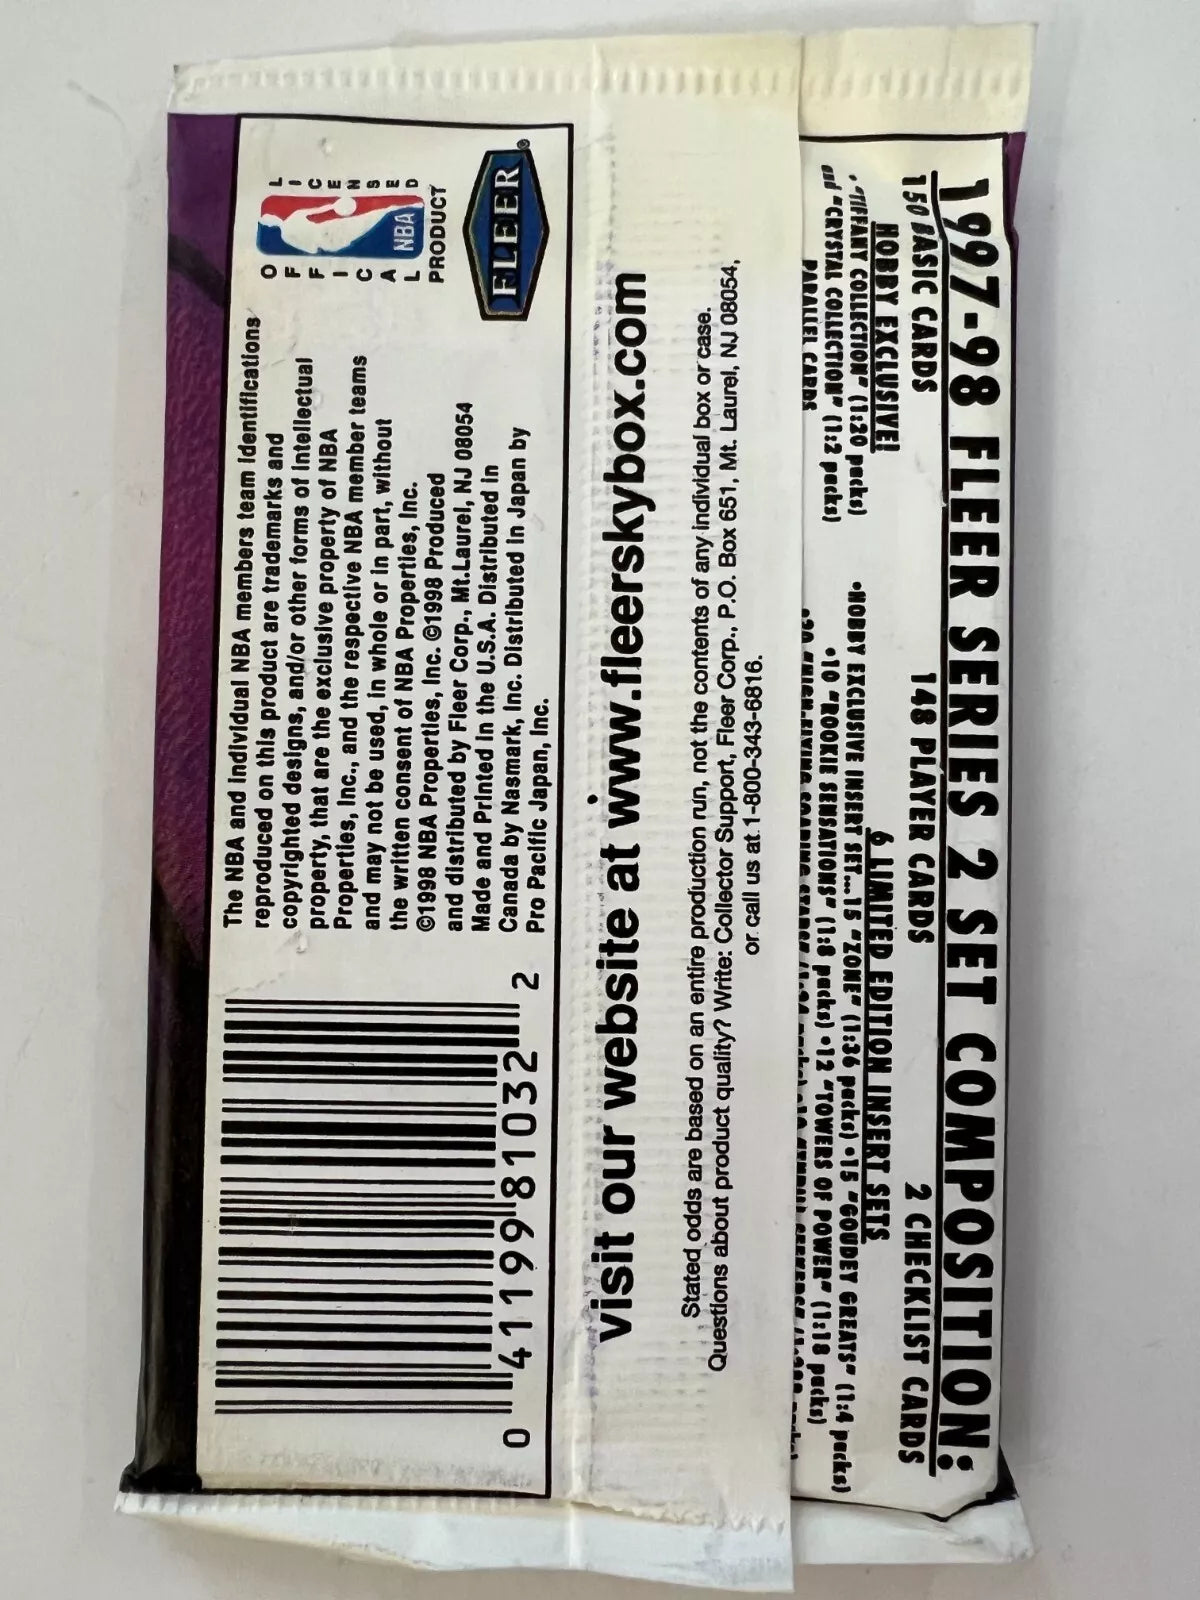 1997-98 FLEER SERIES 2 SET COMPOSITION:
150 BASIC CARDS 148 PLAYER CARDS 2 CHECKLIST CARDS
HOBBY EXCLUSIVE!
"TIFFANY COLLECTION" (1:20 packs)
and "CRYSTAL COLLECTION" (1:2 packs)
PARALLEL CARDS
6 LIMITED EDITION INSERT SETS
•HOBBY EXCLUSIVE INSERT SET...15 "ZONE" (1:36 packs) •15 "GOUDEY GREATS" (1:4 packs)
•10 "ROOKIE SENSATIONS" (1:8 packs) •12 "TOWERS OF POWER" (1:18 packs)
Stated odds are based on an entire production run, not the contents of any individual box or case.
Questions about product quality? Write: Collector Support, Fleer Corp., P.O. Box 651, Mt. Laurel, NJ 08054,
or call us at 1-800-343-6816.
visit our website at www.fleerskybox.com
The NBA and individual NBA members team identifications
reproduced on this product are trademarks and
copyrighted designs, and/or other forms of intellectual
property, that are the exclusive property of NBA
Properties, Inc., and the respective NBA member teams
and may not be used, in whole or in part, without
the written consent of NBA Properties, Inc.
©1998 NBA Properties, Inc. ©1998 Produced
and distributed by Fleer Corp., Mt.Laurel, NJ 08054
Made and Printed in the U.S.A. Distributed in
Canada by Nasmark, Inc. Distributed in Japan by
Pro Pacific Japan, Inc.
0 41199 81032 2
OFFICIAL
LICENSED
NBA
PRODUCT
FLEER®